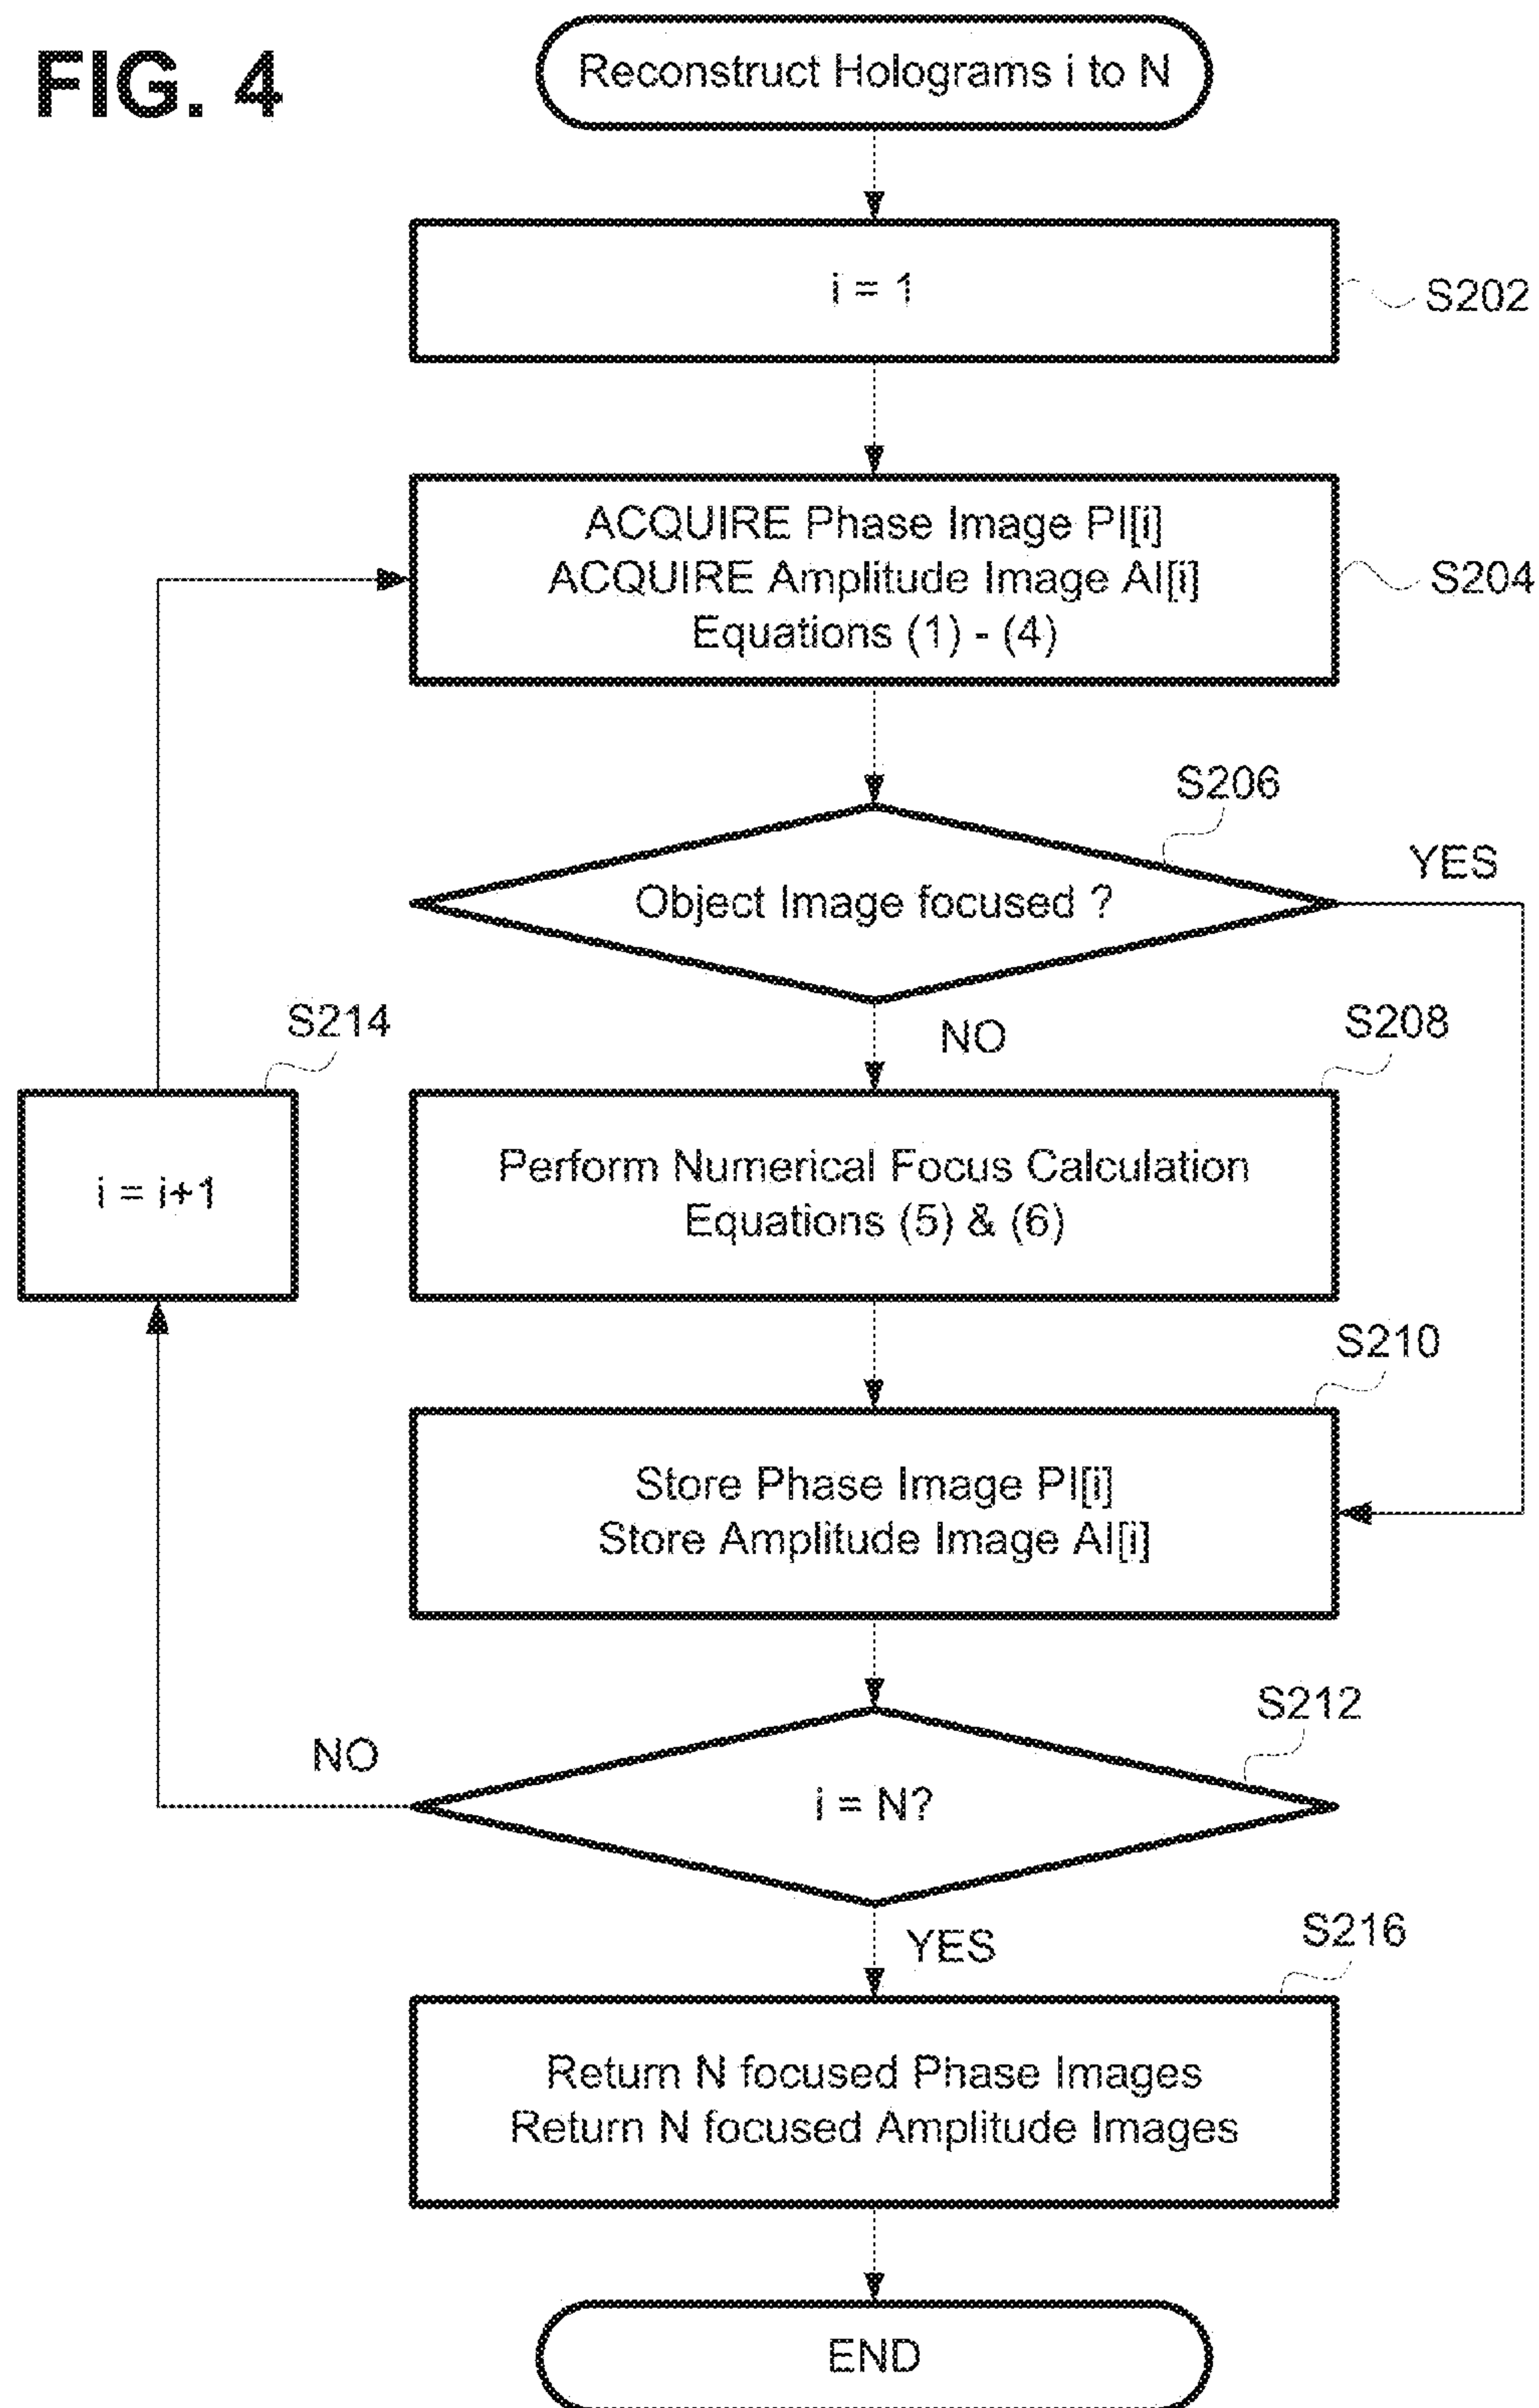 FIG. 4
Reconstruct Holograms i to N
i = 1
S202
ACQUIRE Phase Image PI[i]
ACQUIRE Amplitude Image AI[i]
Equations (1) - (4)
S204
S206
Object Image focused ?
YES
NO
S214
i = i+1
S208
Perform Numerical Focus Calculation
Equations (5) & (6)
S210
Store Phase Image PI[i]
Store Amplitude Image AI[i]
S212
NO
i = N?
YES
S216
Return N focused Phase Images
Return N focused Amplitude Images
END